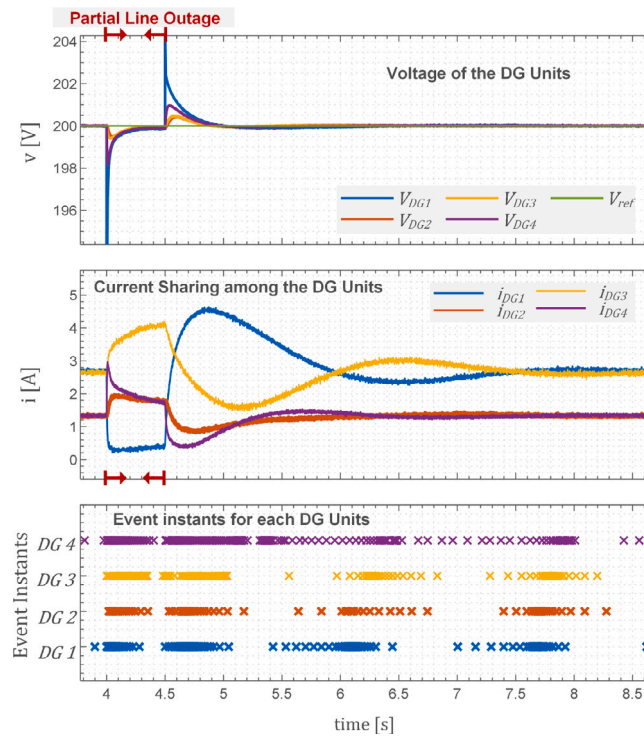 Partial Line Outage
204
202
200
198
196
v [V]
Voltage of the DG Units
V_DG1 V_DG3 V_ref
V_DG2 V_DG4
Current Sharing among the DG Units
i_DG1 i_DG3
i_DG2 i_DG4
5
4
3
2
1
0
i [A]
Event instants for each DG Units
DG 4
DG 3
DG 2
DG 1
Event Instants
4 4.5 5 5.5 6 6.5 7 7.5 8 8.5
time [s]